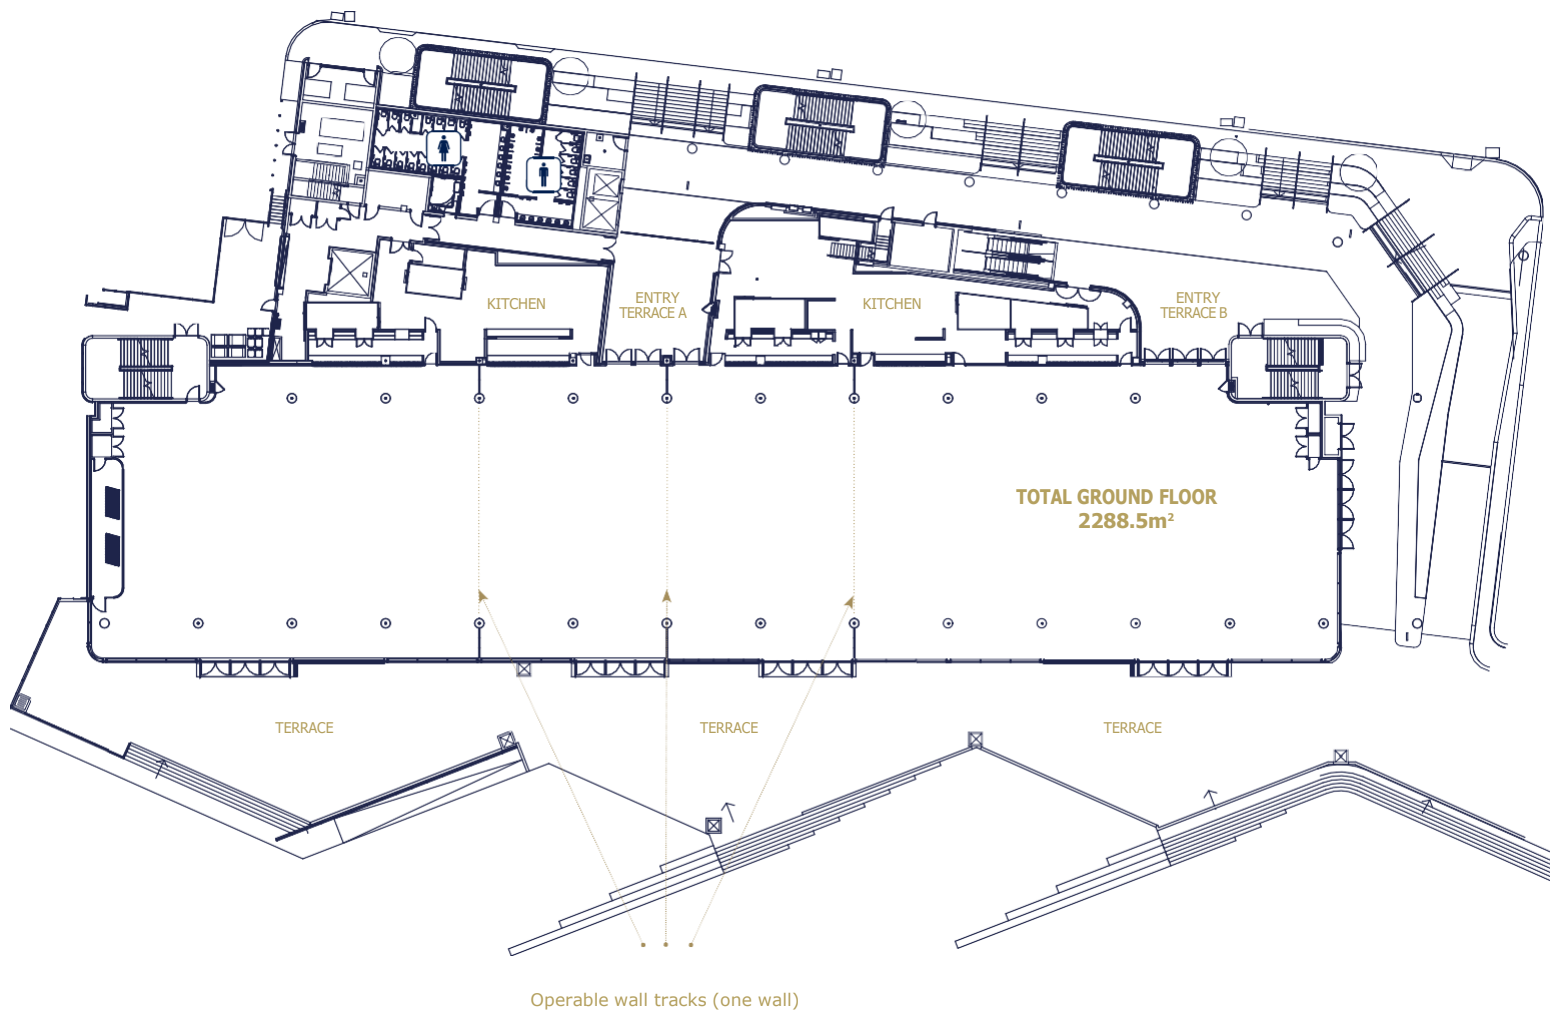 KITCHEN
ENTRY
TERRACE A
KITCHEN
ENTRY
TERRACE B
TOTAL GROUND FLOOR
2288.5m²
TERRACE
TERRACE
TERRACE
Operable wall tracks (one wall)